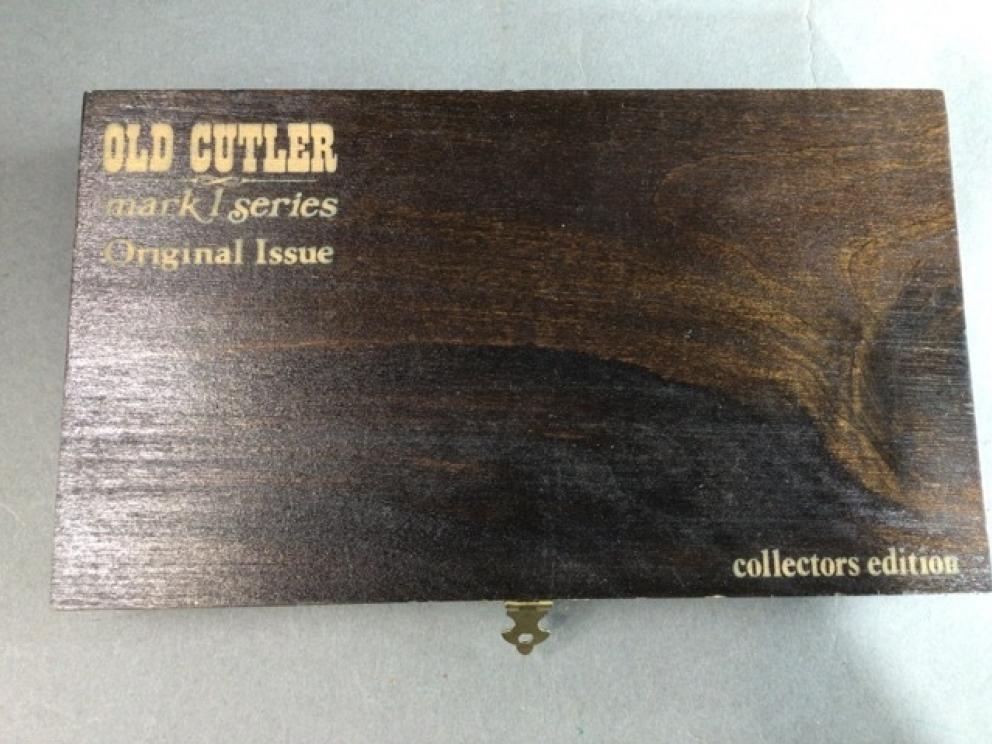 OLD CUTLER
mark I series
Original Issue
collectors edition